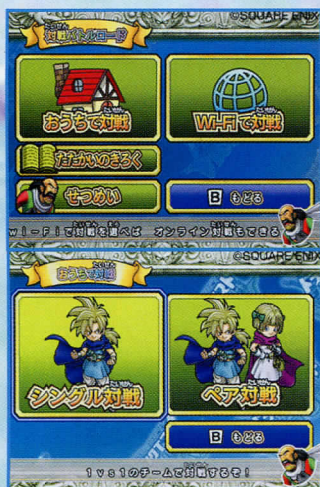 ©SQUARE ENIX
対戦バトルロード
おうちで対戦
Wi-Fiで対戦
たたかいのきろく
せつめい
B もどる
Wi-Fiで対戦を選べば オンライン対戦もできる
©SQUARE ENIX
おうちで対戦
シングル対戦
ペア対戦
B もどる
1vs1のチームで対戦するぞ!